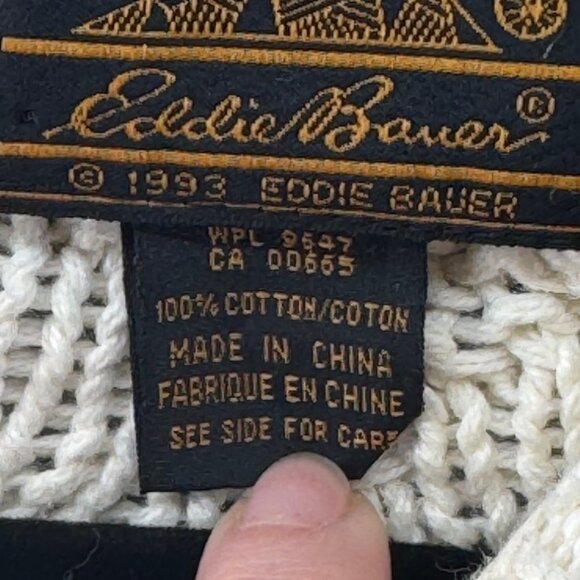 Eddie Bauer®
© 1993 EDDIE BAUER
WPL 9647
CA 00665
100% COTTON/COTON
MADE IN CHINA
FABRIQUE EN CHINE
SEE SIDE FOR CARE